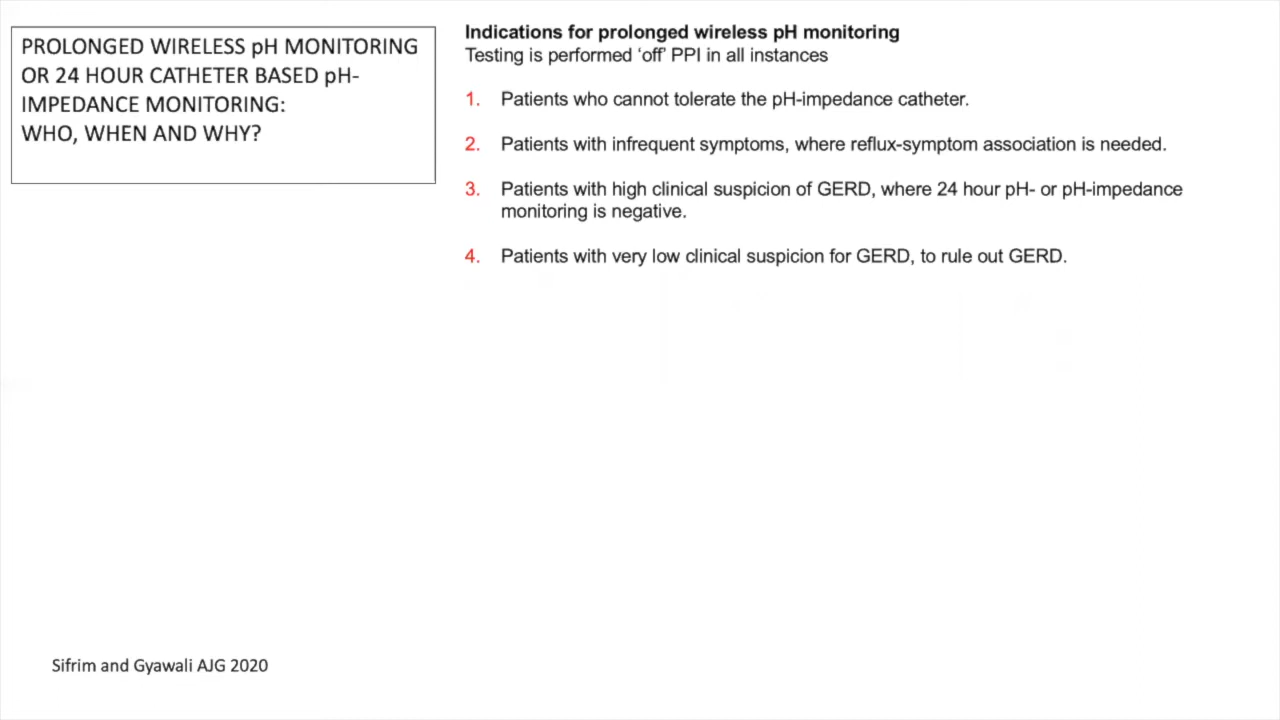 PROLONGED WIRELESS pH MONITORING
OR 24 HOUR CATHETER BASED pH-
IMPEDANCE MONITORING:
WHO, WHEN AND WHY?
Indications for prolonged wireless pH monitoring
Testing is performed ‘off’ PPI in all instances
1. Patients who cannot tolerate the pH-impedance catheter.
2. Patients with infrequent symptoms, where reflux-symptom association is needed.
3. Patients with high clinical suspicion of GERD, where 24 hour pH- or pH-impedance
monitoring is negative.
4. Patients with very low clinical suspicion for GERD, to rule out GERD.
Sifrim and Gyawali AJG 2020